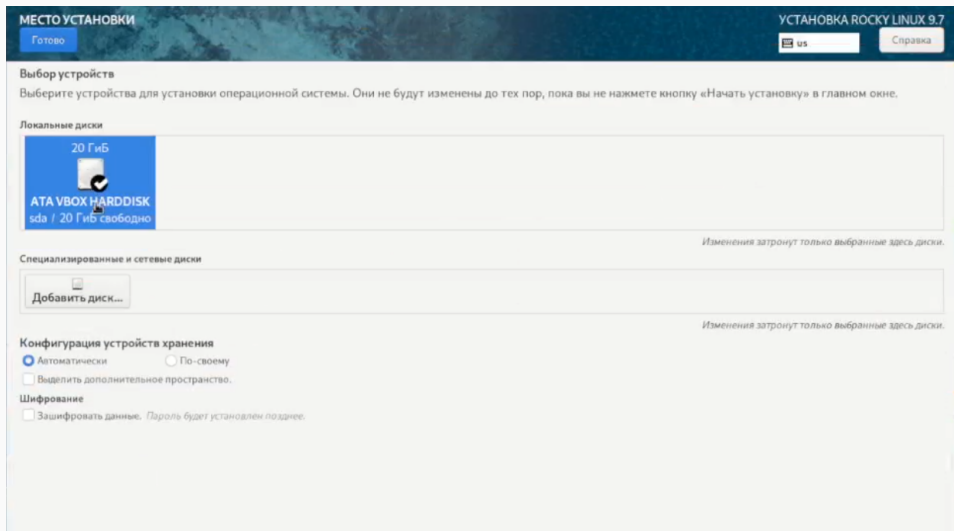 МЕСТО УСТАНОВКИ
УСТАНОВКА ROCKY LINUX 9.7
Готово
us
Справка
Выбор устройств
Выберите устройства для установки операционной системы. Они не будут изменены до тех пор, пока вы не нажмете кнопку «Начать установку» в главном окне.
Локальные диски
20 ГиБ
ATA VBOX HARDDISK
sda / 20 ГиБ свободно
Изменения затронут только выбранные здесь диски.
Специализированные и сетевые диски
Добавить диск...
Изменения затронут только выбранные здесь диски.
Конфигурация устройств хранения
Автоматически
По-своему
Выделить дополнительное пространство.
Шифрование
Зашифровать данные. Пароль будет установлен позднее.